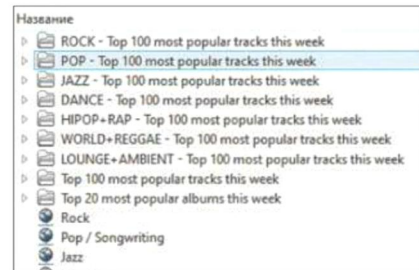 Название
ROCK - Top 100 most popular tracks this week
POP - Top 100 most popular tracks this week
JAZZ - Top 100 most popular tracks this week
DANCE - Top 100 most popular tracks this week
HIPOP+RAP - Top 100 most popular tracks this week
WORLD+REGGAE - Top 100 most popular tracks this week
LOUNGE+AMBIENT - Top 100 most popular tracks this week
Top 100 most popular tracks this week
Top 20 most popular albums this week
Rock
Pop / Songwriting
Jazz